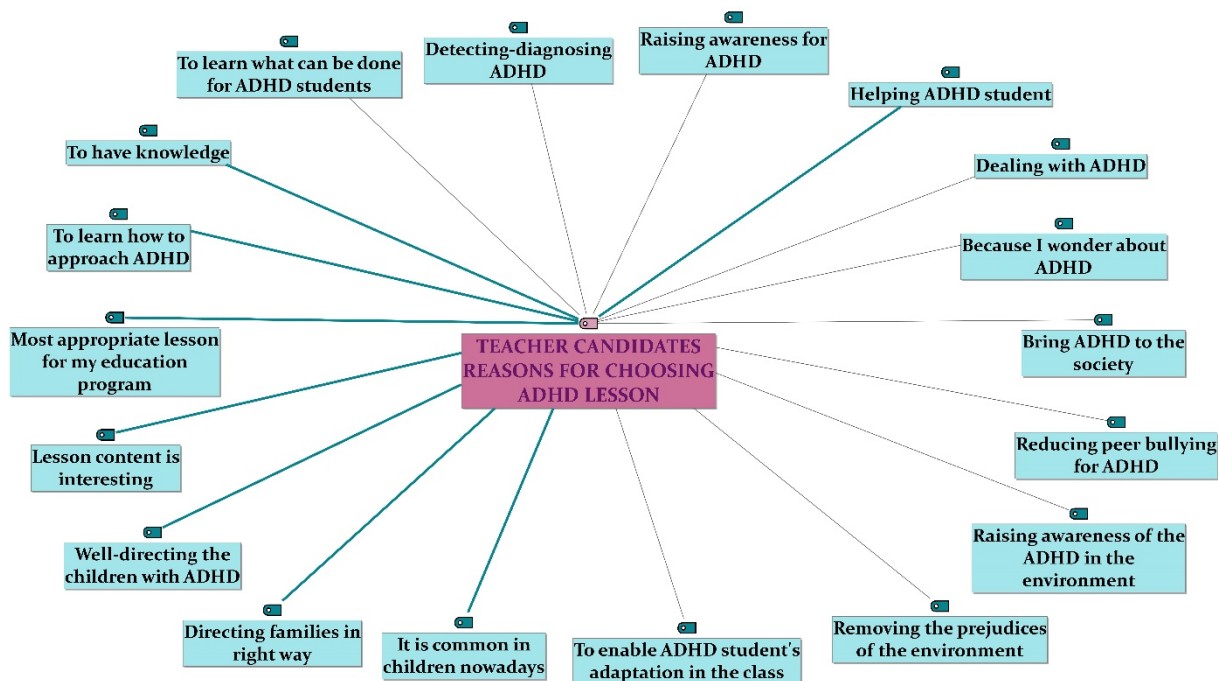 To learn what can be done
for ADHD students
Detecting-diagnosing
ADHD
Raising awareness for
ADHD
Helping ADHD student
To have knowledge
Dealing with ADHD
To learn how to
approach ADHD
Because I wonder about
ADHD
Most appropriate lesson
for my education
program
TEACHER CANDIDATES
REASONS FOR CHOOSING
ADHD LESSON
Bring ADHD to the
society
Lesson content is
interesting
Reducing peer bullying
for ADHD
Well-directing the
children with ADHD
Raising awareness of the
ADHD in the
environment
Directing families in
right way
It is common in
children nowadays
To enable ADHD student's
adaptation in the class
Removing the prejudices
of the environment